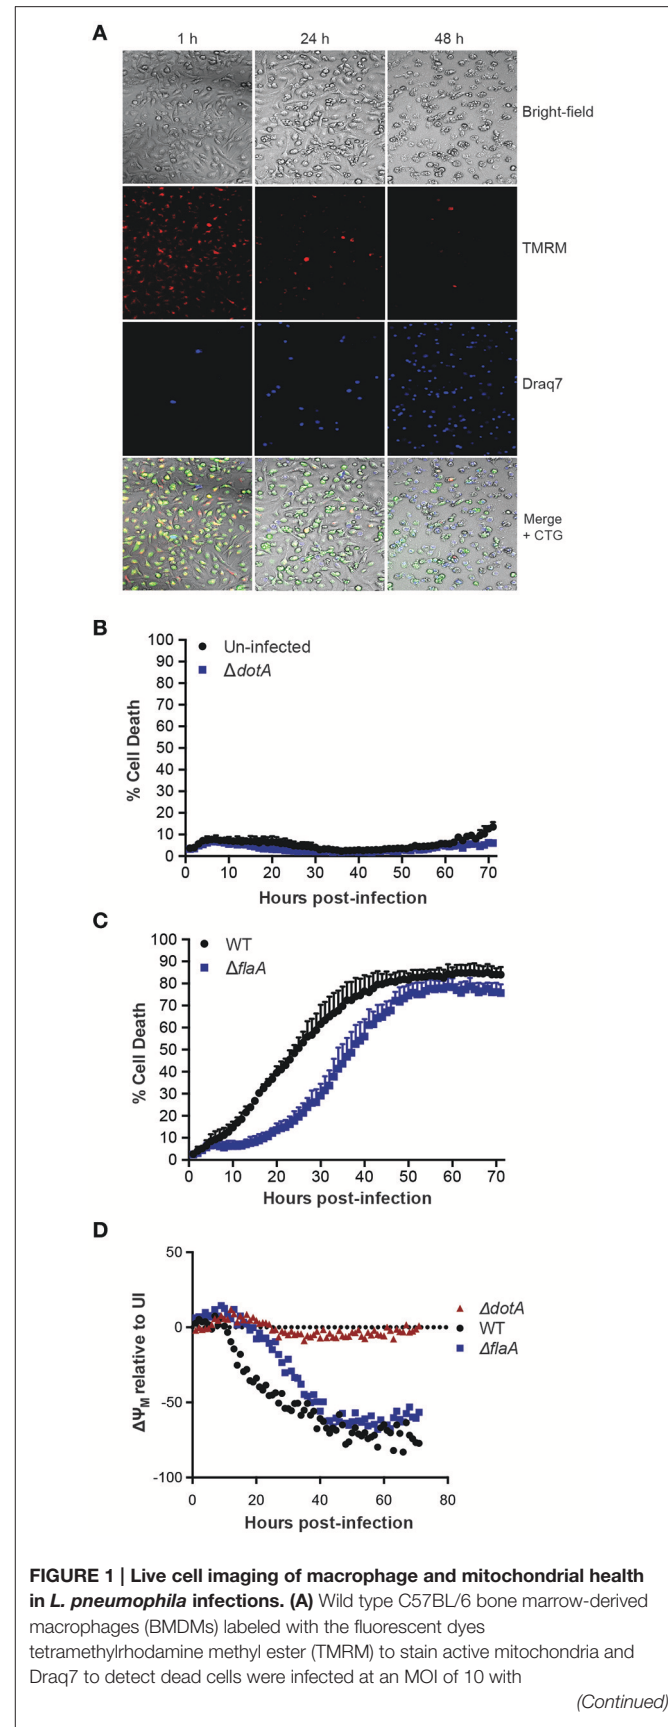 A
1 h 24 h 48 h
Bright-field
TMRM
Draq7
Merge
+ CTG
B
100
90
80
70
60
50
40
30
20
10
0
% Cell Death
Un-infected
ΔdotA
0 10 20 30 40 50 60 70
Hours post-infection
C
100
90
80
70
60
50
40
30
20
10
0
% Cell Death
WT
ΔflaA
0 10 20 30 40 50 60 70
Hours post-infection
D
50
0
-50
-100
ΔΨM relative to UI
ΔdotA
WT
ΔflaA
0 20 40 60 80
Hours post-infection
FIGURE 1 | Live cell imaging of macrophage and mitochondrial health
in L. pneumophila infections. (A) Wild type C57BL/6 bone marrow-derived
macrophages (BMDMs) labeled with the fluorescent dyes
tetramethylrhodamine methyl ester (TMRM) to stain active mitochondria and
Draq7 to detect dead cells were infected at an MOI of 10 with
(Continued)